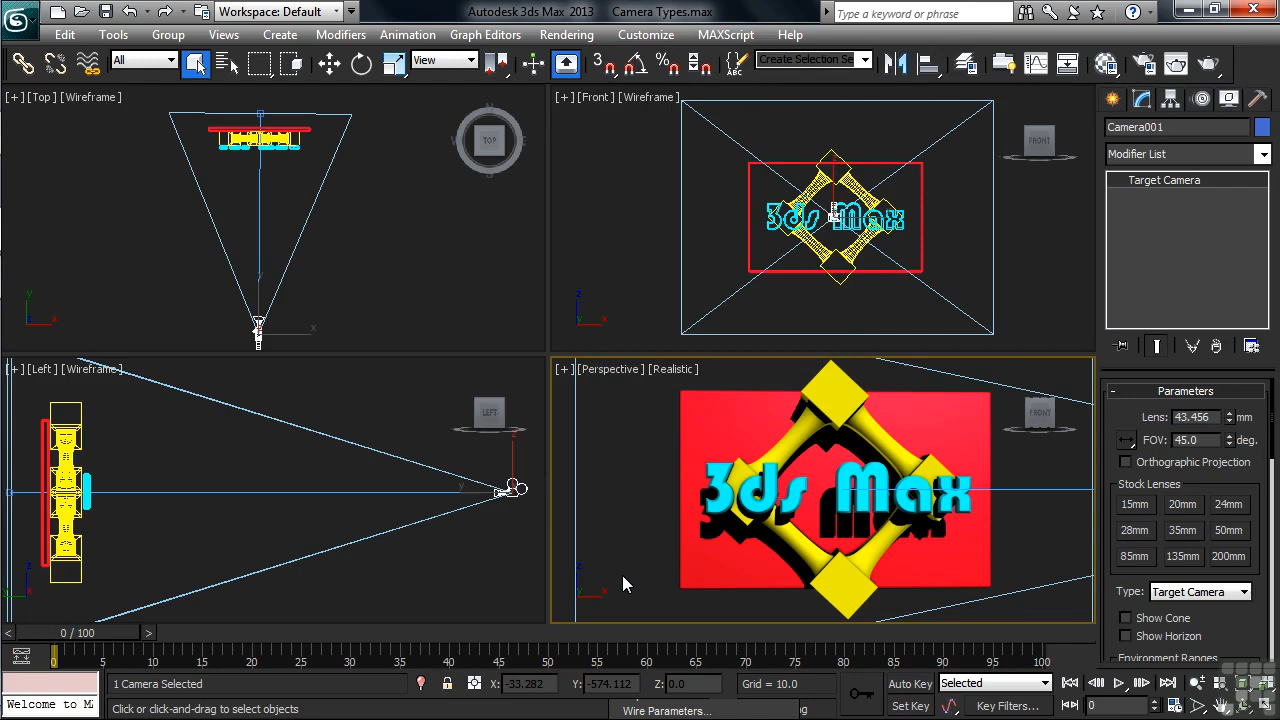 Workspace: Default
Autodesk 3ds Max 2013 Camera Types.max
Type a keyword or phrase
Edit Tools Group Views Create Modifiers Animation Graph Editors Rendering Customize MAXScript Help
All
View
3
Create Selection Se
[+] [Top] [Wireframe]
TOP
y
x
y
z
x
[+] [Front] [Wireframe]
FRONT
3ds Max
z
y
x
Camera001
Modifier List
Target Camera
[+] [Left] [Wireframe]
LEFT
z
y
z
y
[+] [Perspective] [Realistic]
FRONT
3ds Max
z
y
x
Parameters
Lens: 43.456 mm
FOV: 45.0 deg.
Orthographic Projection
Stock Lenses
15mm 20mm 24mm
28mm 35mm 50mm
85mm 135mm 200mm
Type: Target Camera
Show Cone
Show Horizon
Environment Ranges
< 0 / 100 >
0 5 10 15 20 25 30 35 40 45 50 55 60 65 70 75 80 85 90 95 100
1 Camera Selected
X: -33.282 Y: -574.112 Z: 0.0
Grid = 10.0
Auto Key Selected
Welcome to MA
Click or click-and-drag to select objects
Wire Parameters...
Set Key Key Filters...
0